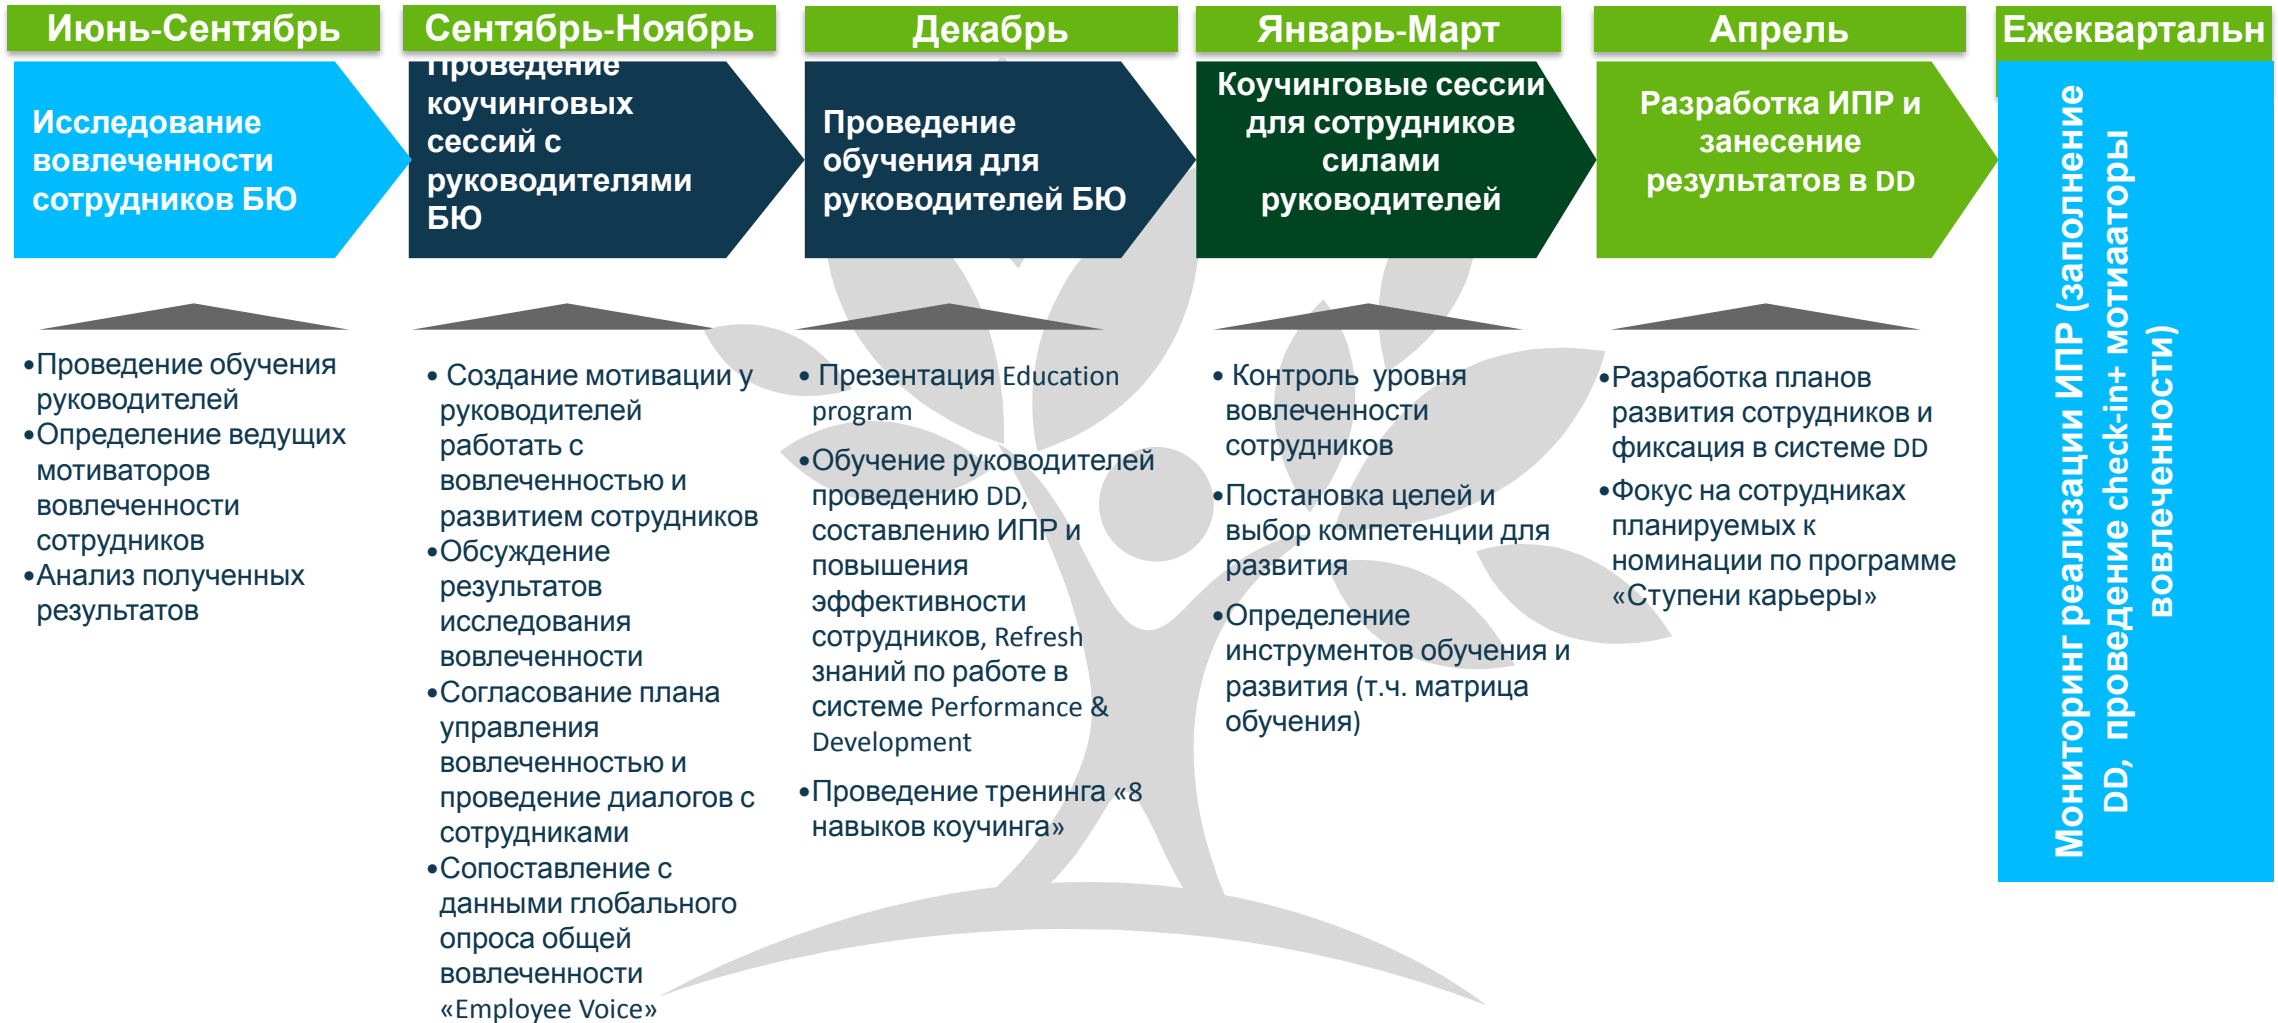 Июнь-Сентябрь
Исследование
вовлеченности
сотрудников БЮ
•Проведение обучения
руководителей
•Определение ведущих
мотиваторов
вовлеченности
сотрудников
•Анализ полученных
результатов
Сентябрь-Ноябрь
Проведение
коучинговых
сессий с
руководителями
БЮ
• Создание мотивации у
руководителей
работать с
вовлеченностью и
развитием сотрудников
•Обсуждение
результатов
исследования
вовлеченности
•Согласование плана
управления
вовлеченностью и
проведение диалогов с
сотрудниками
•Сопоставление с
данными глобального
опроса общей
вовлеченности
«Employee Voice»
Декабрь
Проведение
обучения для
руководителей БЮ
• Презентация Education
program
•Обучение руководителей
проведению DD,
составлению ИПР и
повышения
эффективности
сотрудников, Refresh
знаний по работе в
системе Performance &
Development
•Проведение тренинга «8
навыков коучинга»
Январь-Март
Коучинговые сессии
для сотрудников
силами
руководителей
• Контроль уровня
вовлеченности
сотрудников
•Постановка целей и
выбор компетенции для
развития
•Определение
инструментов обучения и
развития (т.ч. матрица
обучения)
Апрель
Разработка ИПР и
занесение
результатов в DD
•Разработка планов
развития сотрудников и
фиксация в системе DD
•Фокус на сотрудниках
планируемых к
номинации по программе
«Ступени карьеры»
Ежеквартальн
Мониторинг реализации ИПР (заполнение
DD, проведение check-in+ мотиааторы
вовлеченности)